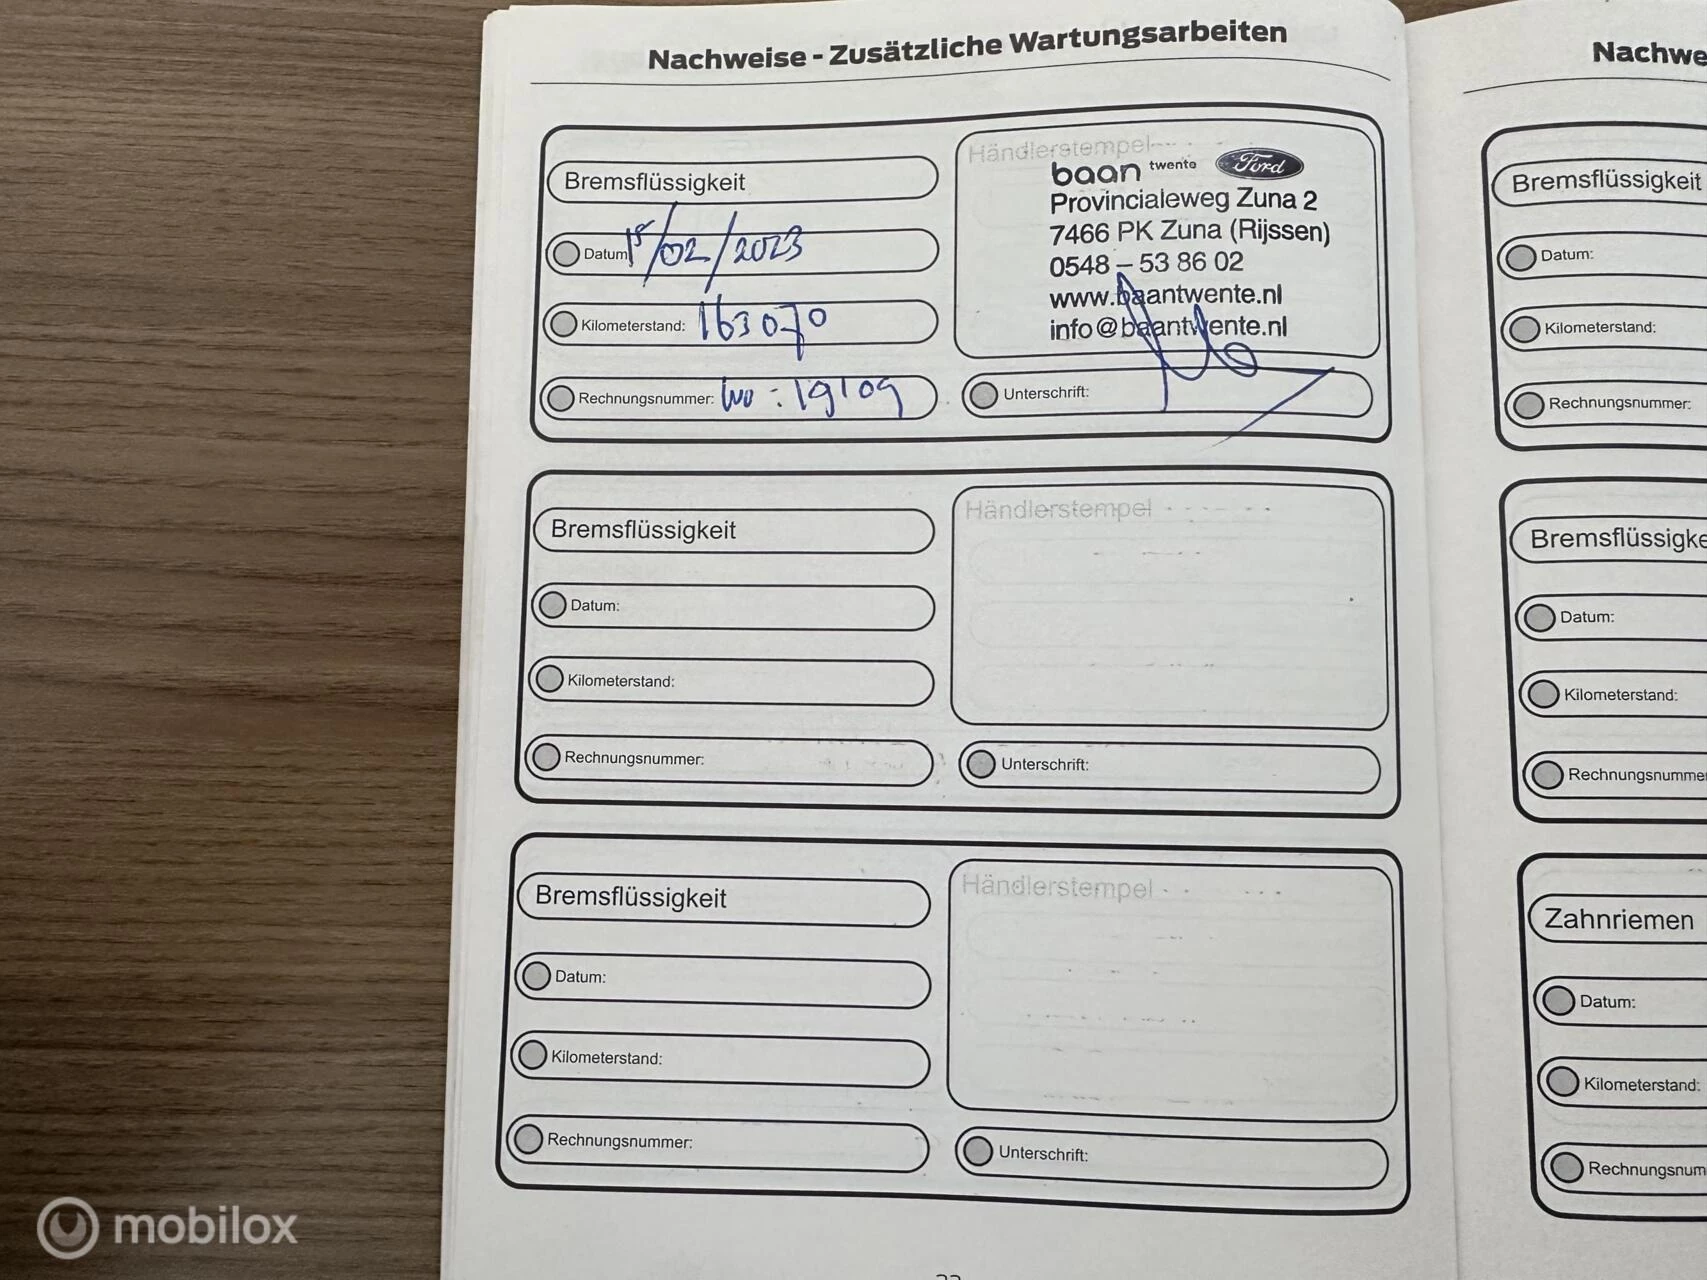 Nachweise - Zusätzliche Wartungsarbeiten
Bremsflüssigkeit
Datum: 15/02/2023
Kilometerstand: 163070
Rechnungsnummer: wo: 19109
Händlerstempel
baan twente Ford
Provincialeweg Zuna 2
7466 PK Zuna (Rijssen)
0548 – 53 86 02
www.baantwente.nl
info@baantwente.nl
Unterschrift:
Bremsflüssigkeit
Datum:
Kilometerstand:
Rechnungsnummer:
Händlerstempel
Unterschrift:
Bremsflüssigkeit
Datum:
Kilometerstand:
Rechnungsnummer:
Händlerstempel
Unterschrift:
Nachwe
Bremsflüssigkeit
Datum:
Kilometerstand:
Rechnungsnummer:
Bremsflüssigke
Datum:
Kilometerstand:
Rechnungsnumme
Zahnriemen
Datum:
Kilometerstand:
Rechnungsnum
mobilox